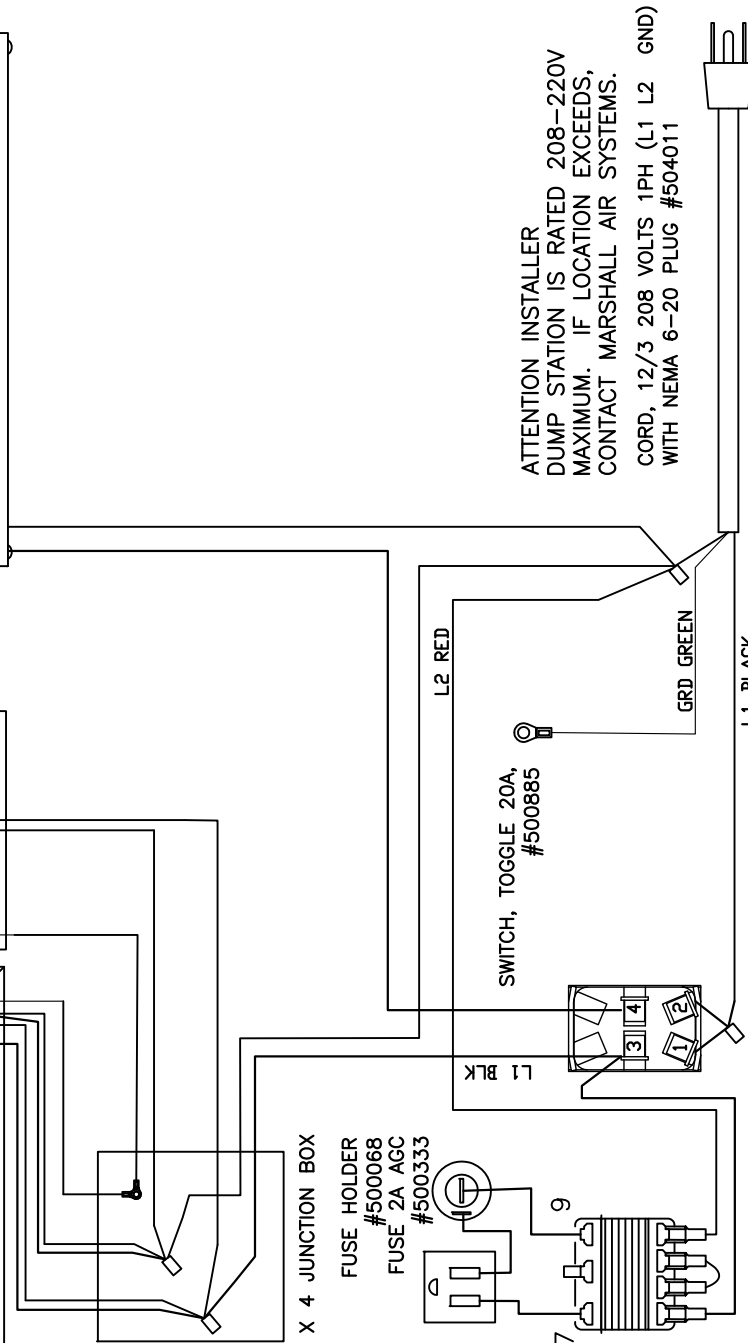 ATTENTION INSTALLER
DUMP STATION IS RATED 208-220V
MAXIMUM. IF LOCATION EXCEEDS,
CONTACT MARSHALL AIR SYSTEMS.
CORD, 12/3 208 VOLTS 1PH (L1 L2 GND)
WITH NEMA 6-20 PLUG #504011
L2 RED
GRD GREEN
L1 BLACK
SWITCH, TOGGLE 20A,
#500885
L1 BLK
3 4
1 2
X 4 JUNCTION BOX
FUSE HOLDER
#500068
FUSE 2A AGC
#500333
7 9